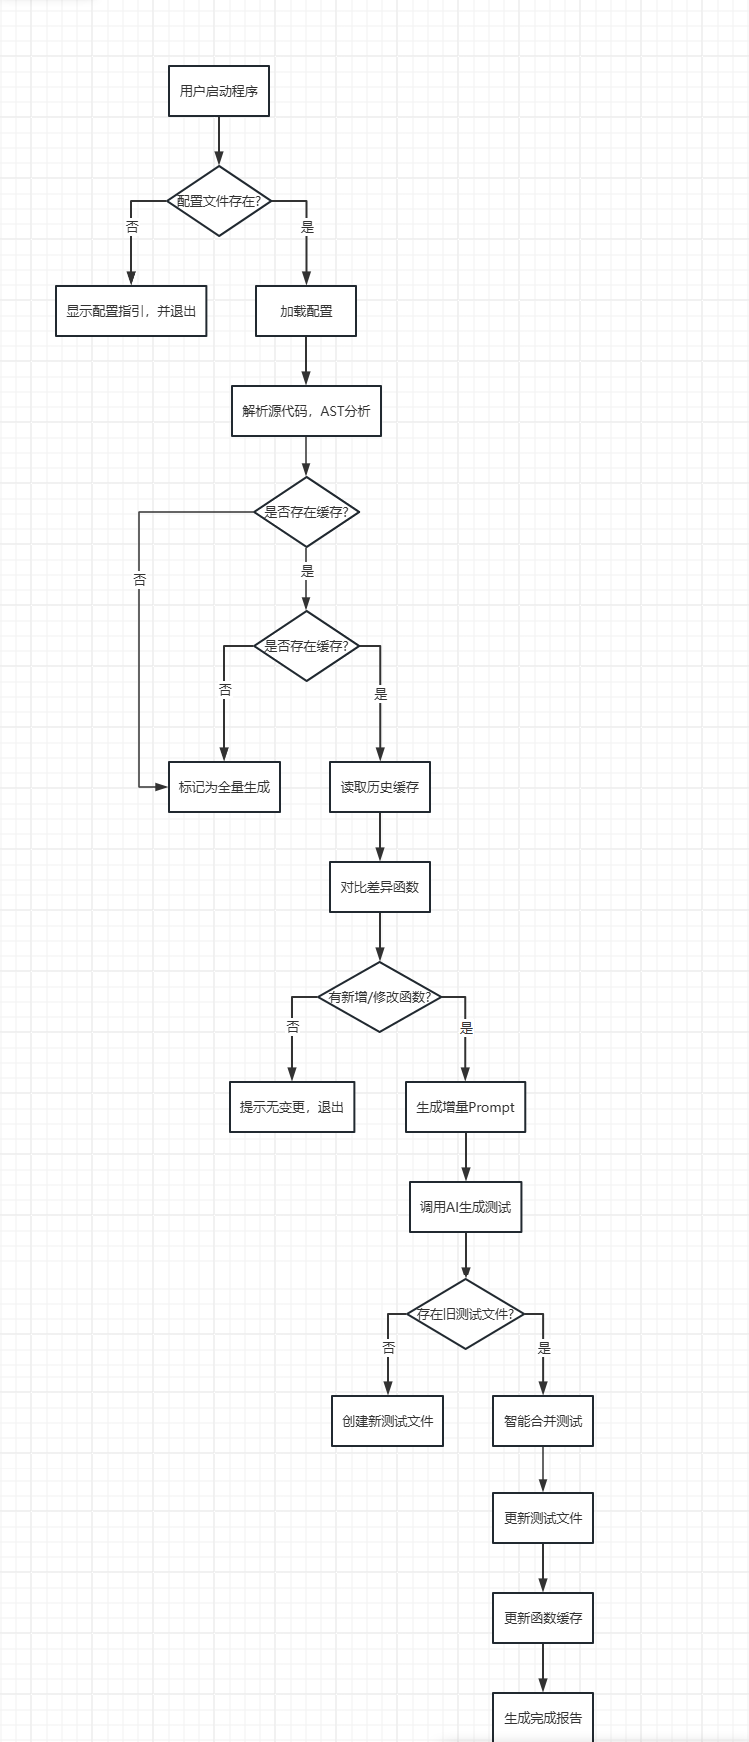 用户启动程序
配置文件存在?
否
是
显示配置指引，并退出
加载配置
解析源代码，AST分析
是否存在缓存?
是
否
是否存在缓存?
否
是
标记为全量生成
读取历史缓存
对比差异函数
有新增/修改函数?
否
是
提示无变更，退出
生成增量Prompt
调用AI生成测试
存在旧测试文件?
否
是
创建新测试文件
智能合并测试
更新测试文件
更新函数缓存
生成完成报告